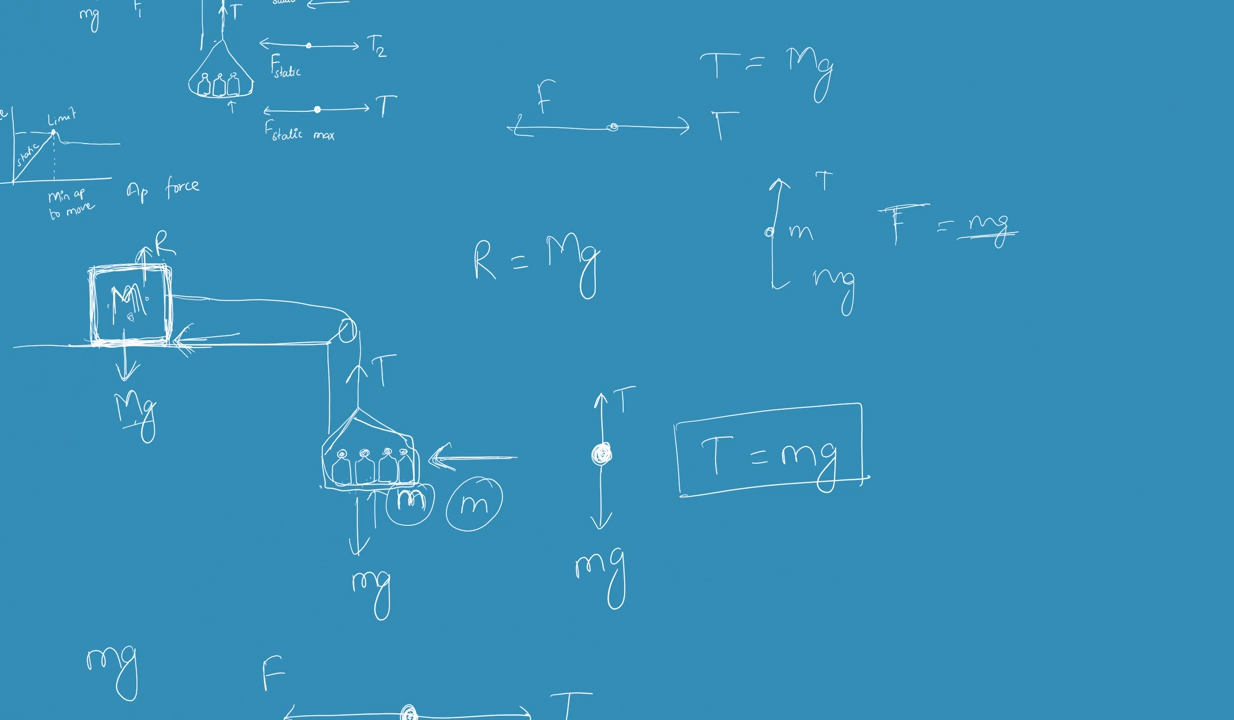 mg
T
T₂
F static
T
F static max
Limit
static
Min ap
to move
Ap force
F
T
T = Mg
T
m
mg
F = mg
R
M
Mg
R = Mg
T
m
m
mg
T
mg
T = mg
mg
F
T